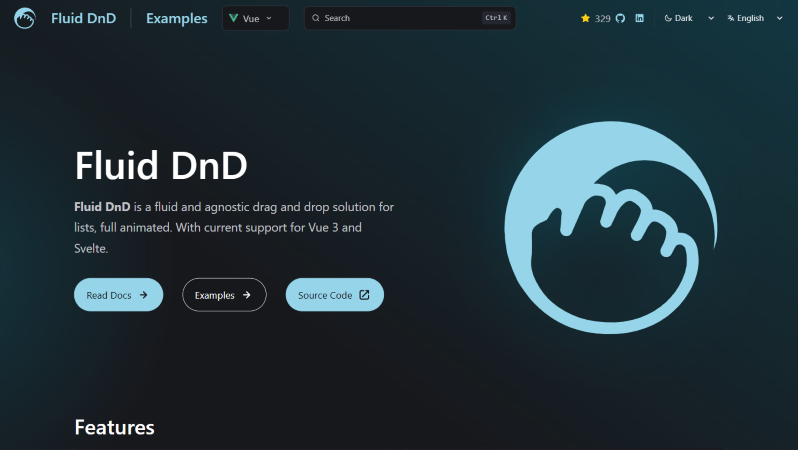 Fluid DnD Examples Vue Search Ctrl K 329 Dark English
Fluid DnD
Fluid DnD is a fluid and agnostic drag and drop solution for
lists, full animated. With current support for Vue 3 and
Svelte.
Read Docs Examples Source Code
Features